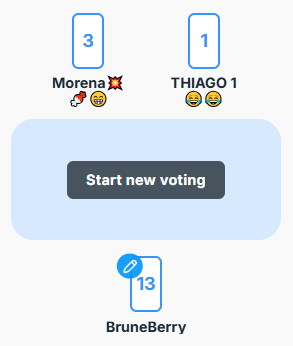 3
1
Morena💥
THIAGO 1
🍖😁
😂😂
Start new voting
13
BruneBerry